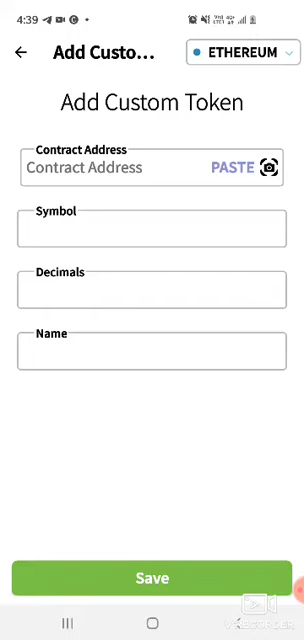 4:39
Add Custo...
ETHEREUM
Add Custom Token
Contract Address
Contract Address PASTE
Symbol
Decimals
Name
Save